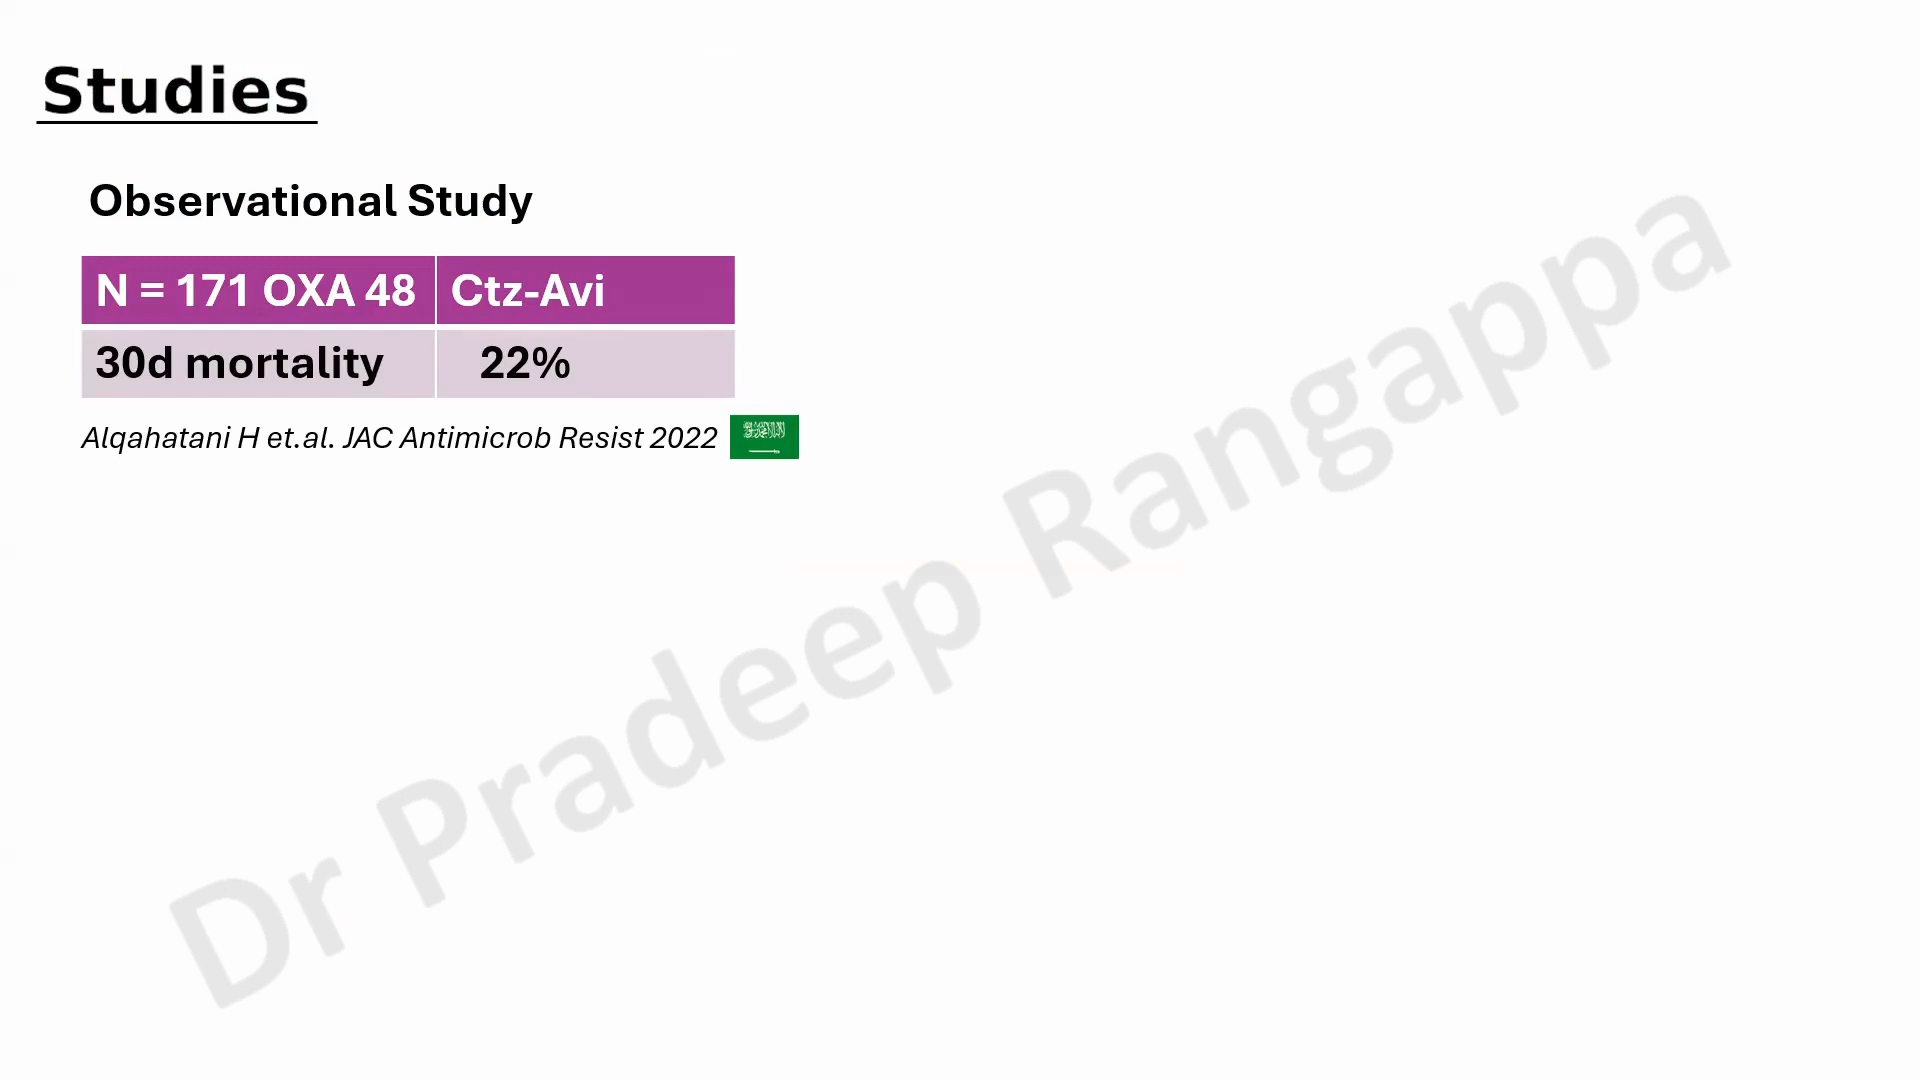 Studies
Observational Study
N = 171 OXA 48 Ctz-Avi
30d mortality 22%
Alqahatani H et.al. JAC Antimicrob Resist 2022
Dr Pradeep Rangappa